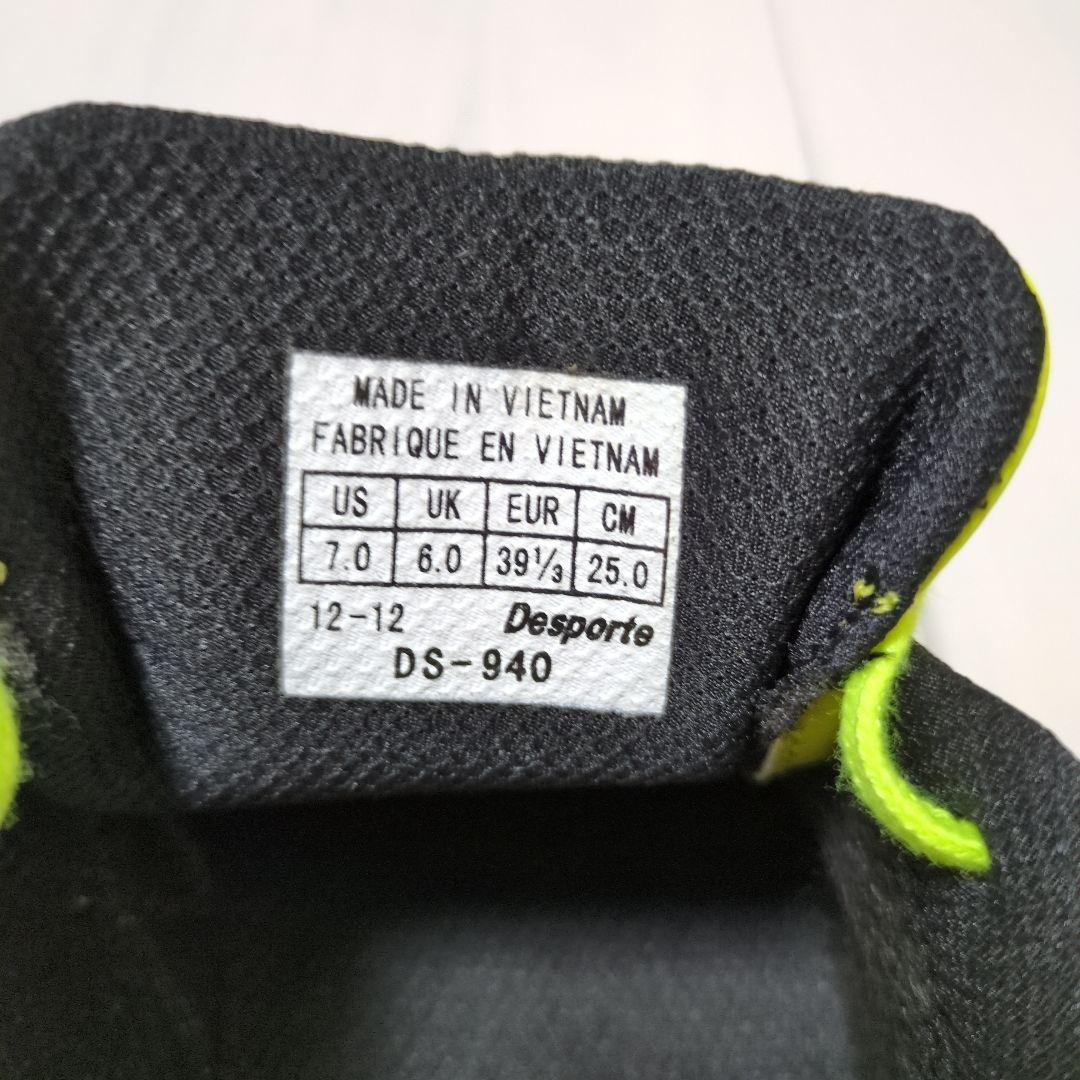 MADE IN VIETNAM
FABRIQUE EN VIETNAM
US UK EUR CM
7.0 6.0 39⅓ 25.0
12-12 Desporte
DS-940